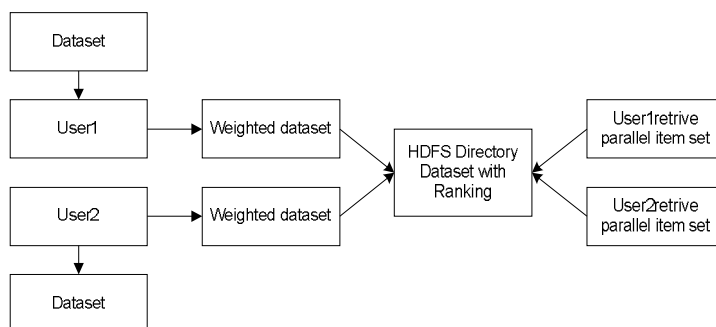 Dataset
User1
Weighted dataset
User2
Weighted dataset
Dataset
HDFS Directory
Dataset with
Ranking
User1retrive
parallel item set
User2retrive
parallel item set